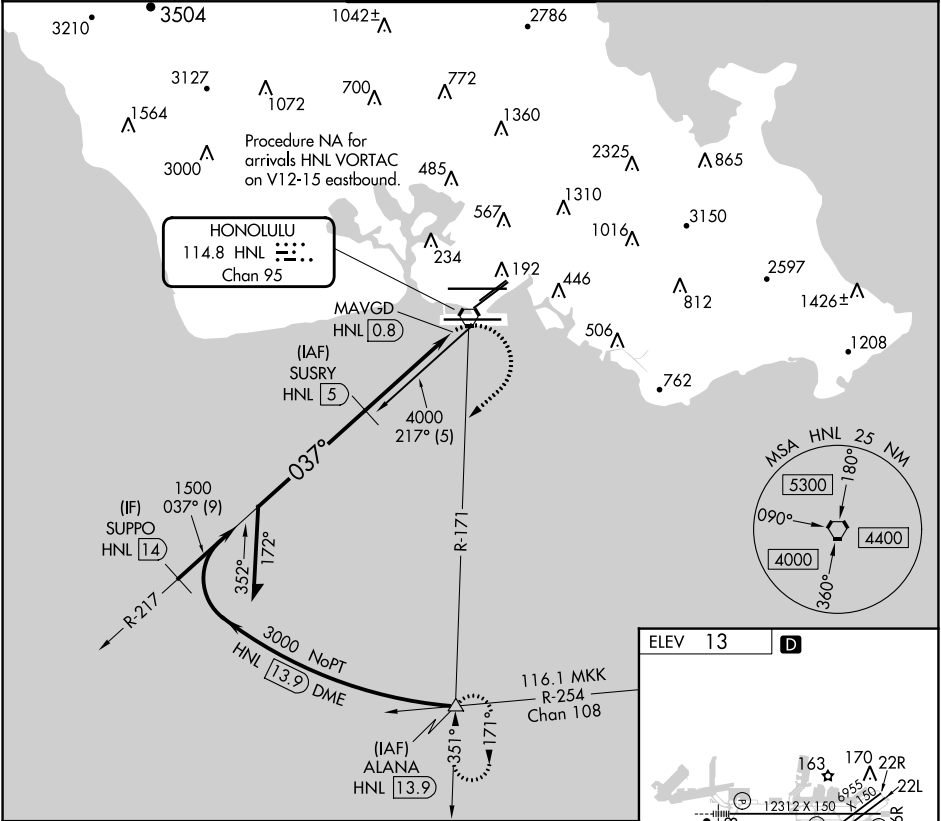 3210
3504
1042±
2786
3127
1072
700
772
1564
1360
3000
Procedure NA for
arrivals HNL VORTAC
on V12-15 eastbound.
485
2325
865
1310
567
1016
3150
HONOLULU
114.8 HNL
Chan 95
234
192
446
812
2597
1426±
MAVGD
HNL 0.8
506
1208
762
(IAF)
SUSRY
HNL 5
4000
217° (5)
037°
MSA HNL 25 NM
5300
180°
090°
4400
4000
360°
1500
037° (9)
(IF)
SUPPO
HNL 14
R-171
352°
172°
R-217
3000 NoPT
HNL 13.9 DME
116.1 MKK
R-254
Chan 108
(IAF)
ALANA
HNL 13.9
351°
171°
ELEV 13
D
163
170
22R
22L
6955 X 150
P
12312 X 150